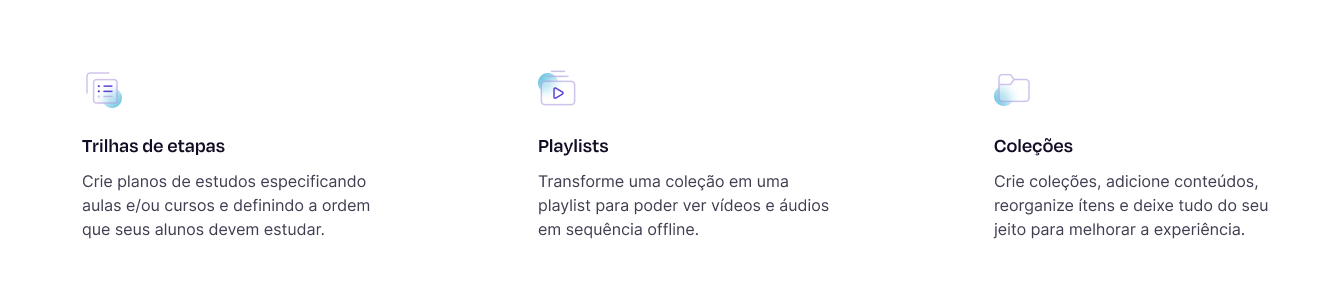 Trilhas de etapas
Crie planos de estudos especificando
aulas e/ou cursos e definindo a ordem
que seus alunos devem estudar.
Playlists
Transforme uma coleção em uma
playlist para poder ver vídeos e áudios
em sequência offline.
Coleções
Crie coleções, adicione conteúdos,
reorganize ítens e deixe tudo do seu
jeito para melhorar a experiência.